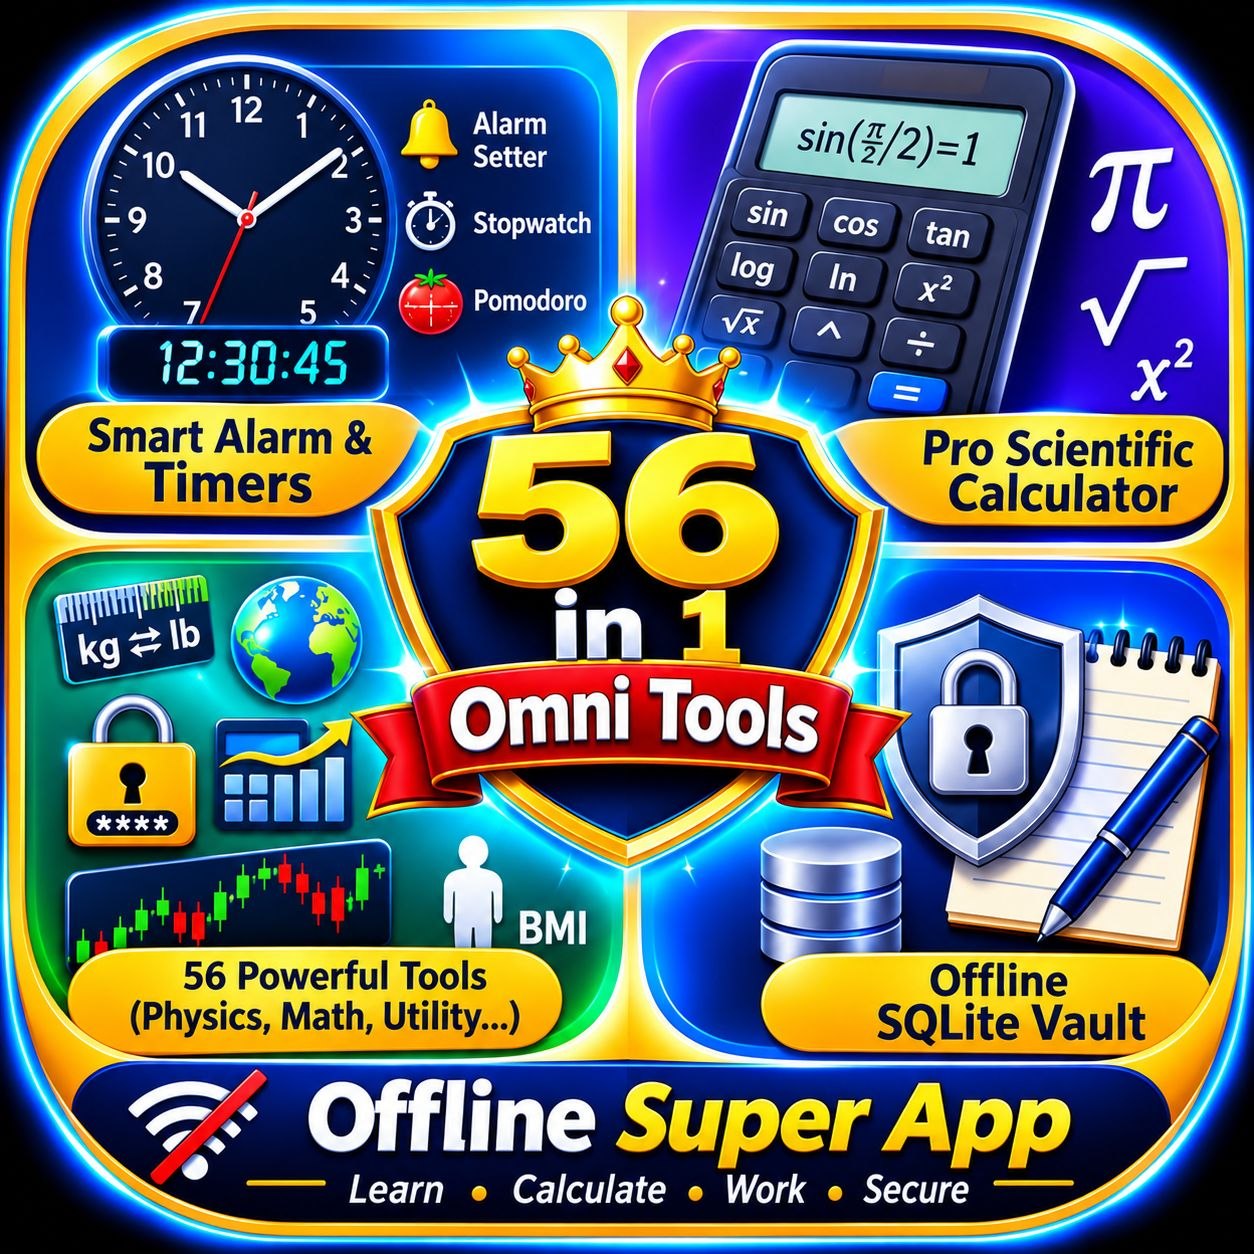 12
11
1
10
2
9
3
8
4
7
5
12:30:45
Alarm
Setter
Stopwatch
Pomodoro
Smart Alarm &
Timers
sin(π/2/2)=1
sin cos tan
log ln x²
√x ^ ÷
=
π
√
x²
Pro Scientific
Calculator
56
in 1
Omni Tools
kg ⇄ lb
****
BMI
56 Powerful Tools
(Physics, Math, Utility...)
Offline
SQLite Vault
Offline Super App
Learn • Calculate • Work • Secure